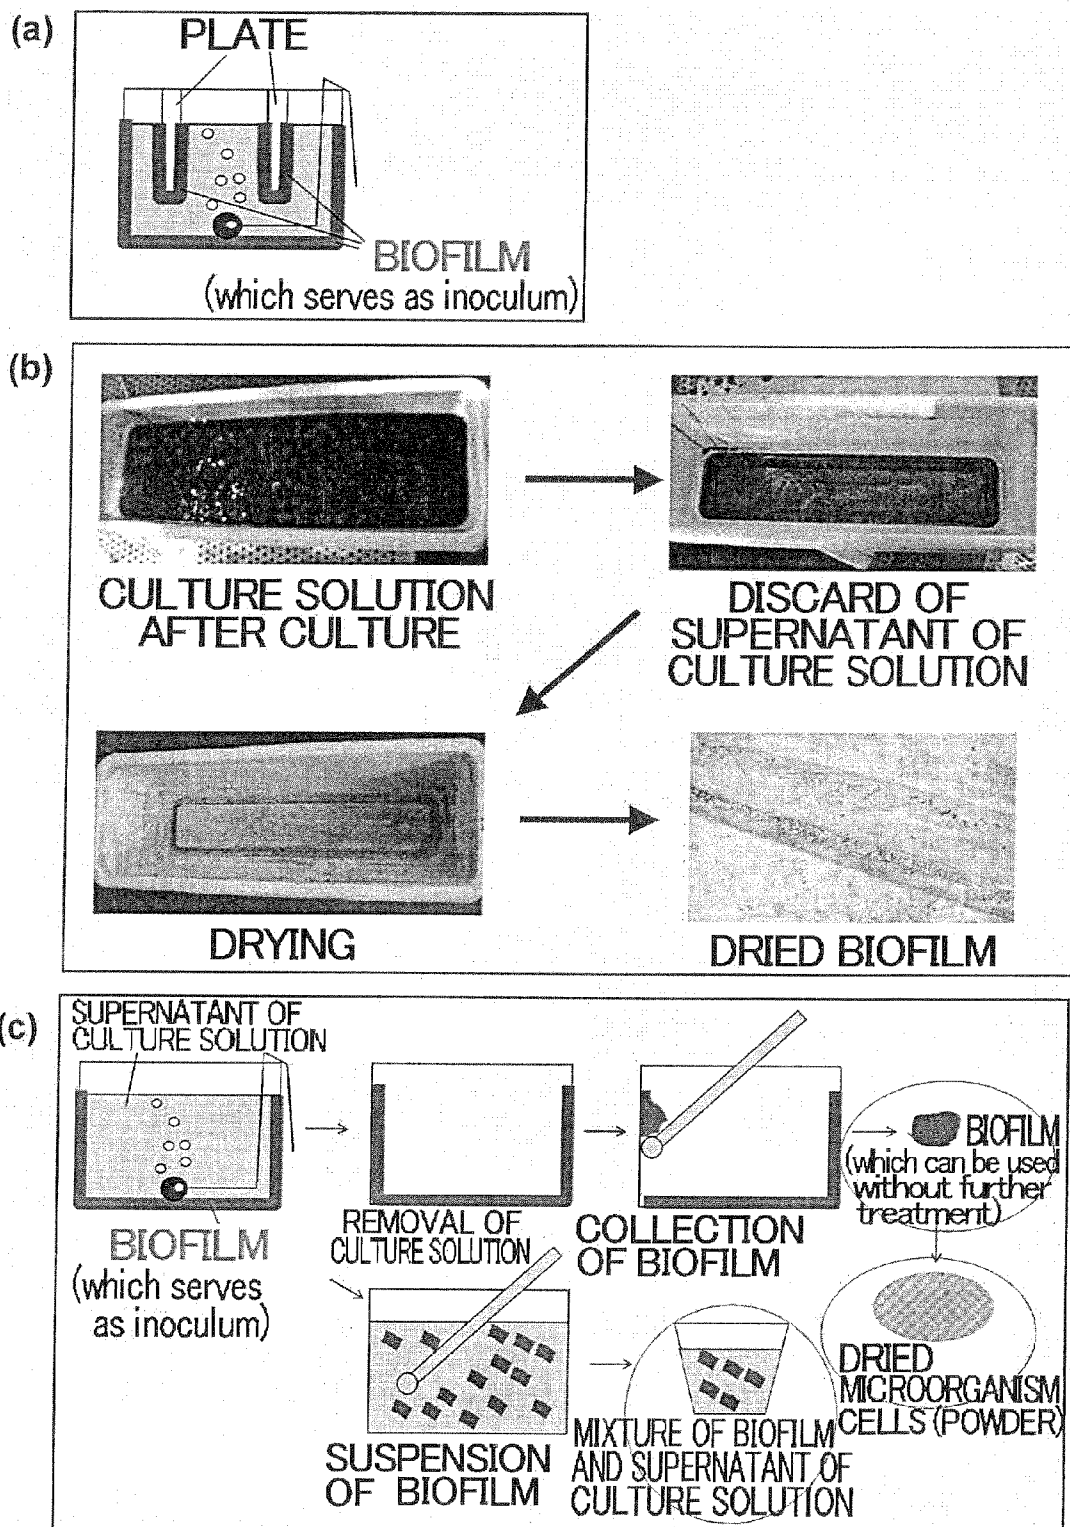 (a)
PLATE
BIOFILM
(which serves as inoculum)
(b)
CULTURE SOLUTION
AFTER CULTURE
DISCARD OF
SUPERNATANT OF
CULTURE SOLUTION
DRYING
DRIED BIOFILM
(c)
SUPERNATANT OF
CULTURE SOLUTION
BIOFILM
(which serves
as inoculum)
REMOVAL OF
CULTURE SOLUTION
COLLECTION
OF BIOFILM
BIOFILM
(which can be used
without further
treatment)
DRIED
MICROORGANISM
CELLS (POWDER)
SUSPENSION
OF BIOFILM
MIXTURE OF BIOFILM
AND SUPERNATANT OF
CULTURE SOLUTION